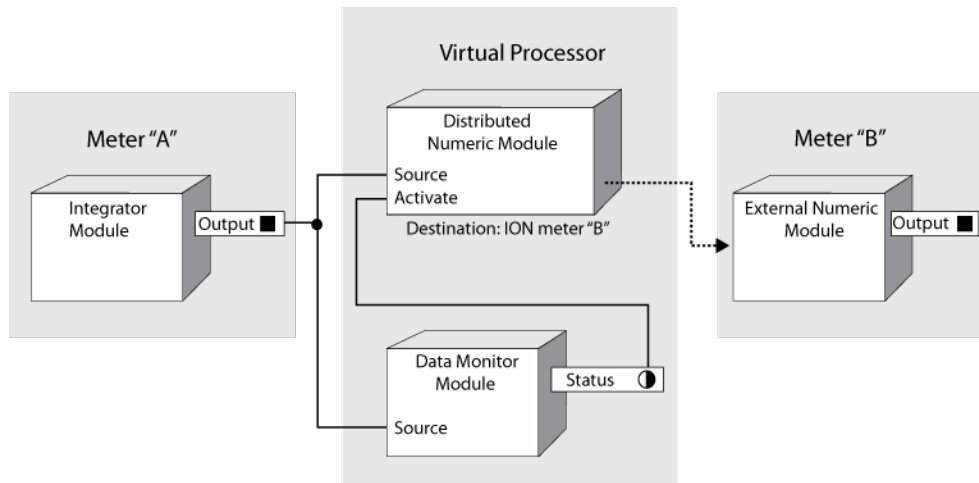 Virtual Processor
Meter “A”
Integrator
Module
Output
Distributed
Numeric Module
Source
Activate
Destination: ION meter “B”
Data Monitor
Module
Source
Status
Meter “B”
External Numeric
Module
Output